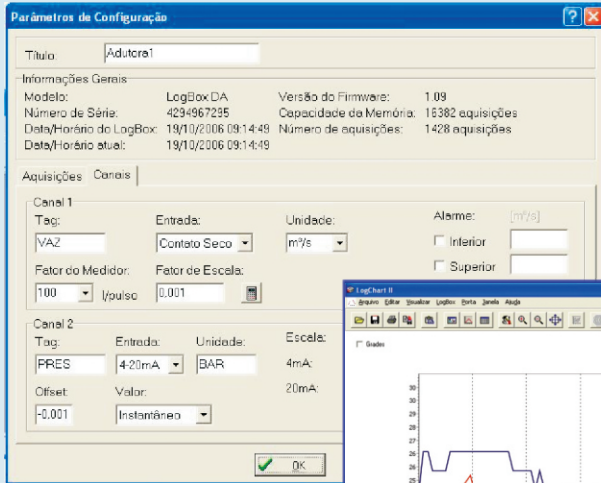 Parâmetros de Configuração
Título: Adutora1
Informações Gerais
Modelo: LogBox DA Versão do Firmware: 1.09
Número de Série: 4294967295 Capacidade da Memória: 16382 aquisições
Data/Horário do LogBox: 19/10/2006 09:14:49 Número de aquisições: 1428 aquisições
Data/Horário atual: 19/10/2006 09:14:49
Aquisições Canais
Canal 1
Tag: Entrada: Unidade: Alarme: [m³/s]
VAZ Contato Seco m³/s Inferior
Fator do Medidor: Fator de Escala: Superior
100 l/pulso 0.001
Canal 2
Tag: Entrada: Unidade: Escala:
PRES 4-20mA BAR 4mA:
Offset: Valor: 20mA:
-0.001 Instantâneo
OK
LogChart II
Arquivo Editar Visualizar LogBox Porta Janela Ajuda
Grades
30
30
29
28
27
26
26
25